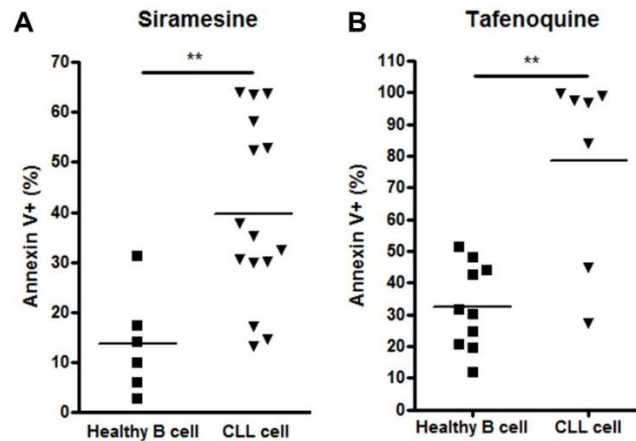 A
Siramesine
**
Annexin V+ (%)
70
60
50
40
30
20
10
0
Healthy B cell
CLL cell
B
Tafenoquine
**
Annexin V+ (%)
110
100
90
80
70
60
50
40
30
20
10
0
Healthy B cell
CLL cell